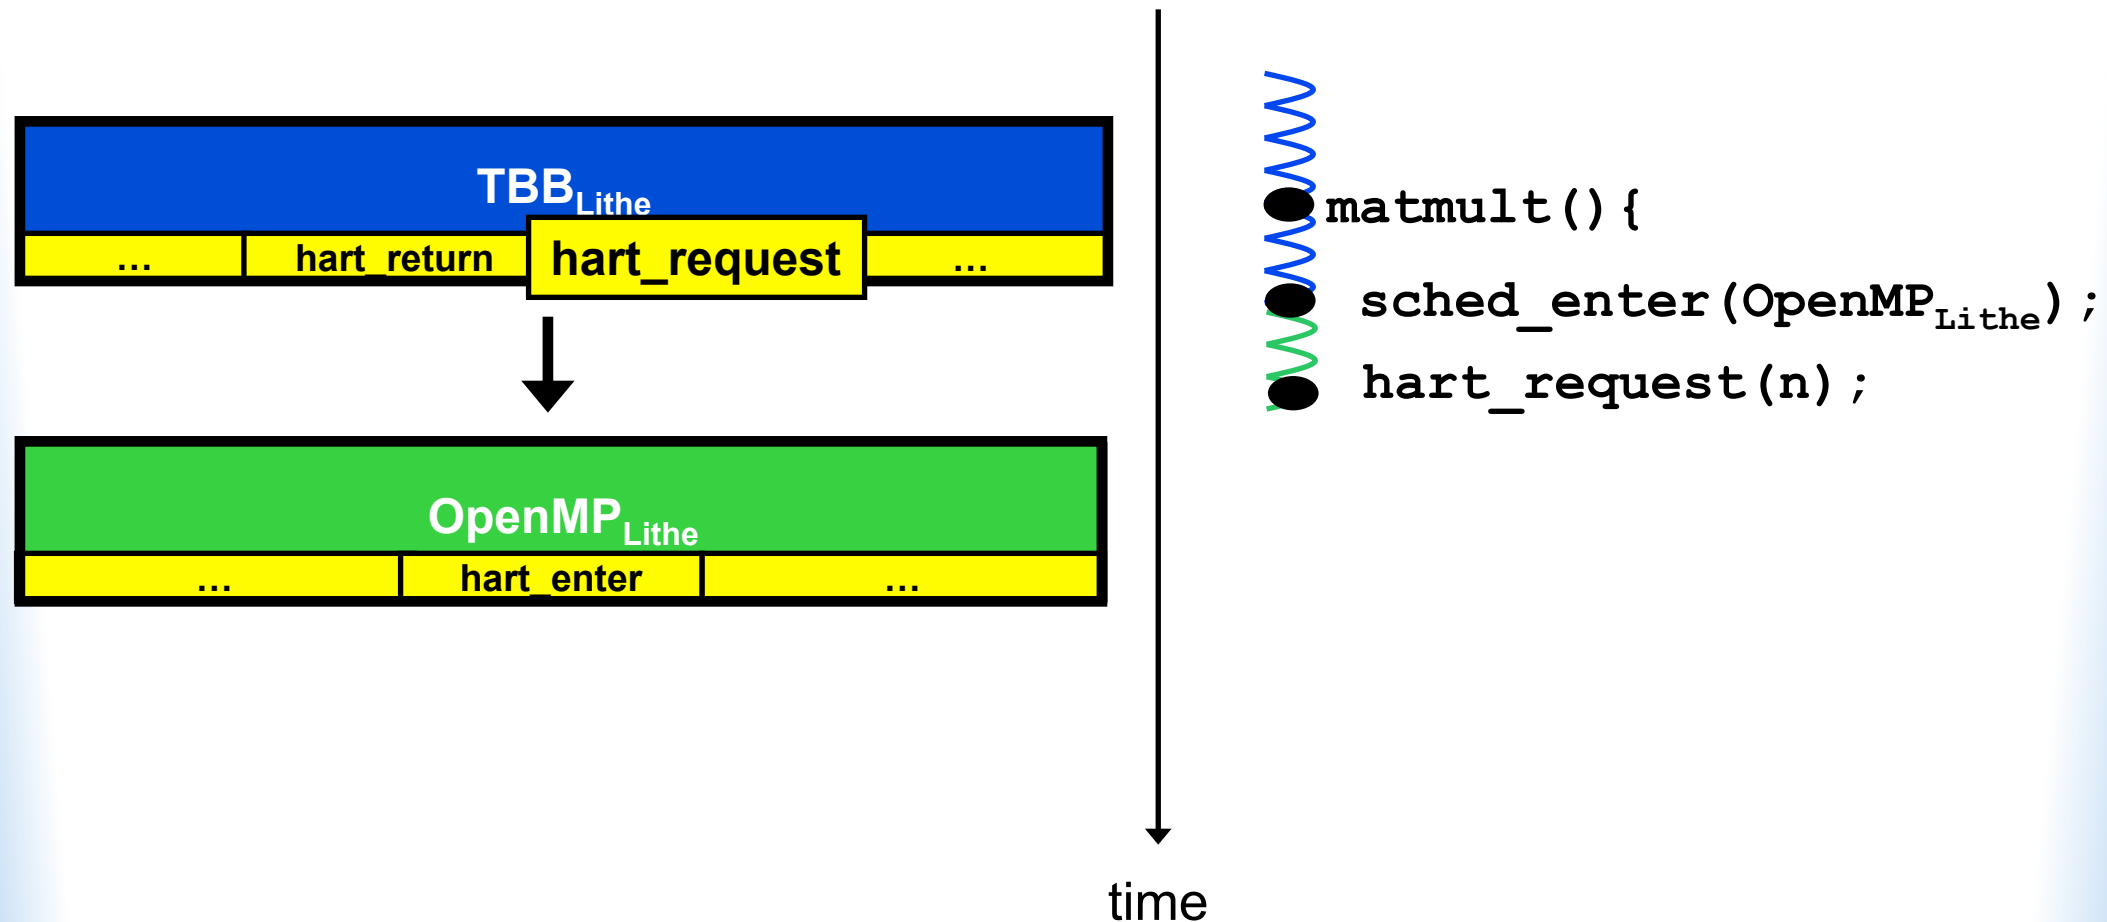 TBBLithe
… hart_return hart_request …
OpenMPLithe
… hart_enter …
matmult(){
sched_enter(OpenMPLithe);
hart_request(n);
time